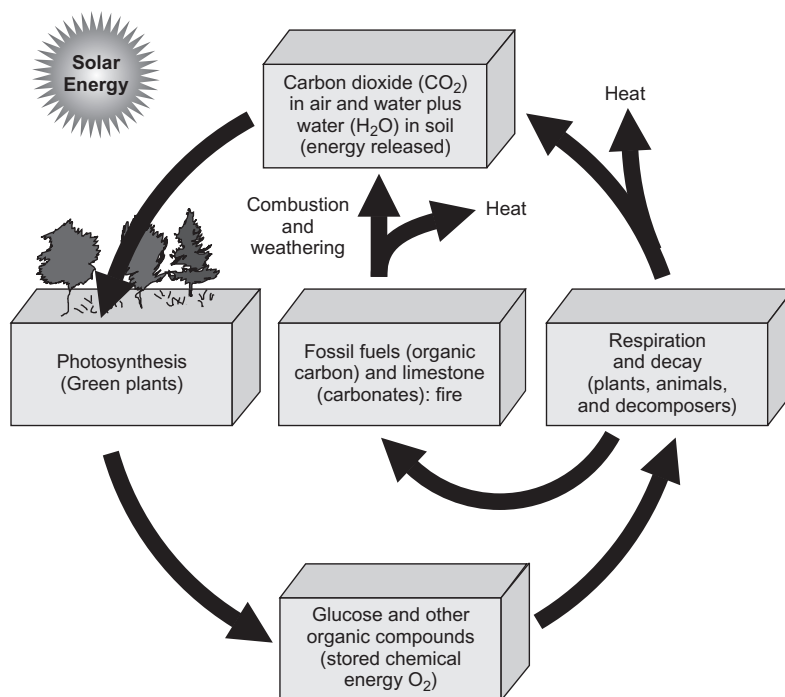 Solar
Energy
Carbon dioxide (CO₂)
in air and water plus
water (H₂O) in soil
(energy released)
Heat
Combustion
and
weathering
Heat
Photosynthesis
(Green plants)
Fossil fuels (organic
carbon) and limestone
(carbonates): fire
Respiration
and decay
(plants, animals,
and decomposers)
Glucose and other
organic compounds
(stored chemical
energy O₂)